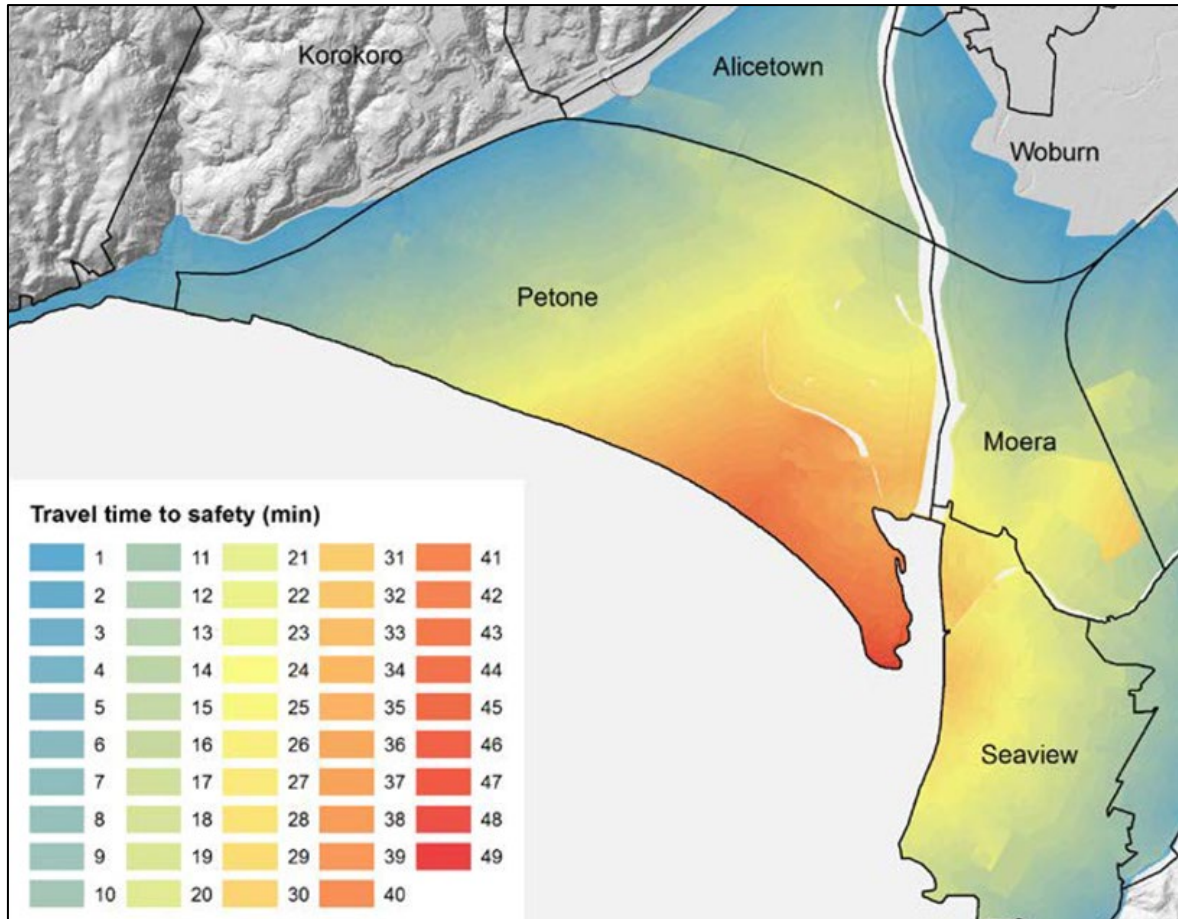 Korokoro
Alicetown
Woburn
Petone
Moera
Seaview
Travel time to safety (min)
1 11 21 31 41
2 12 22 32 42
3 13 23 33 43
4 14 24 34 44
5 15 25 35 45
6 16 26 36 46
7 17 27 37 47
8 18 28 38 48
9 19 29 39 49
10 20 30 40